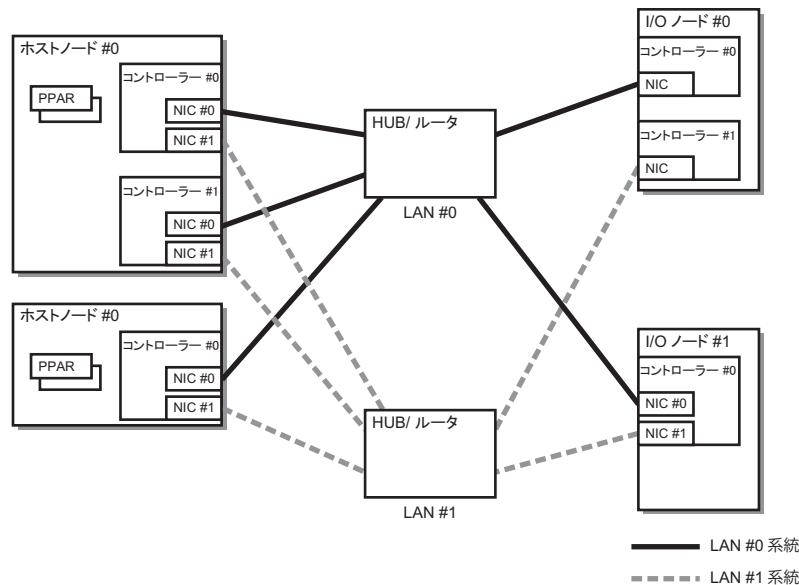 ホストノード #0
PPAR
コントローラー #0
NIC #0
NIC #1
コントローラー #1
NIC #0
NIC #1
ホストノード #0
PPAR
コントローラー #0
NIC #0
NIC #1
HUB/ ルータ
LAN #0
HUB/ ルータ
LAN #1
I/O ノード #0
コントローラー #0
NIC
コントローラー #1
NIC
I/O ノード #1
コントローラー #0
NIC #0
NIC #1
LAN #0 系統
LAN #1 系統